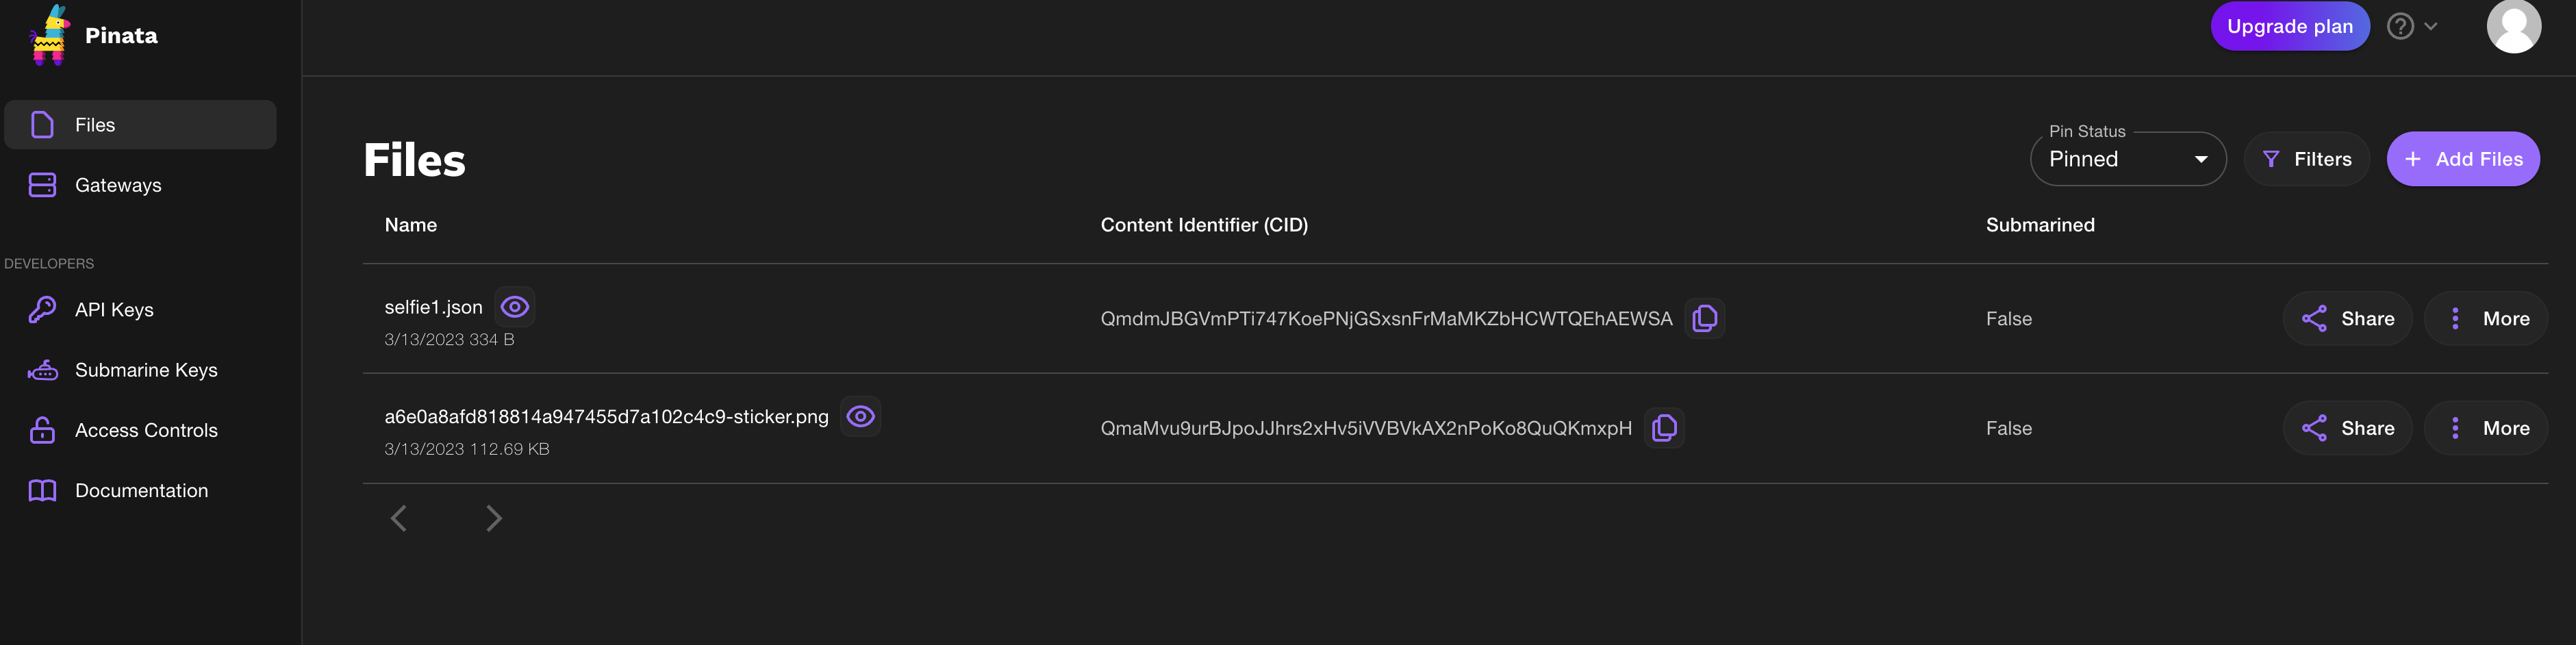 Pinata
Upgrade plan
Files
Gateways
DEVELOPERS
API Keys
Submarine Keys
Access Controls
Documentation
Files
Pin Status
Pinned
Filters
+ Add Files
Name Content Identifier (CID) Submarined
selfie1.json
3/13/2023 334 B
QmdmJBGVmPTi747KoePNjGSxsnFrMaMKZbHCWTQEhAEWSA
False
Share
More
a6e0a8afd818814a947455d7a102c4c9-sticker.png
3/13/2023 112.69 KB
QmaMvu9urBJpoJJhrs2xHv5iVVBVkAX2nPoKo8QuQKmxpH
False
Share
More